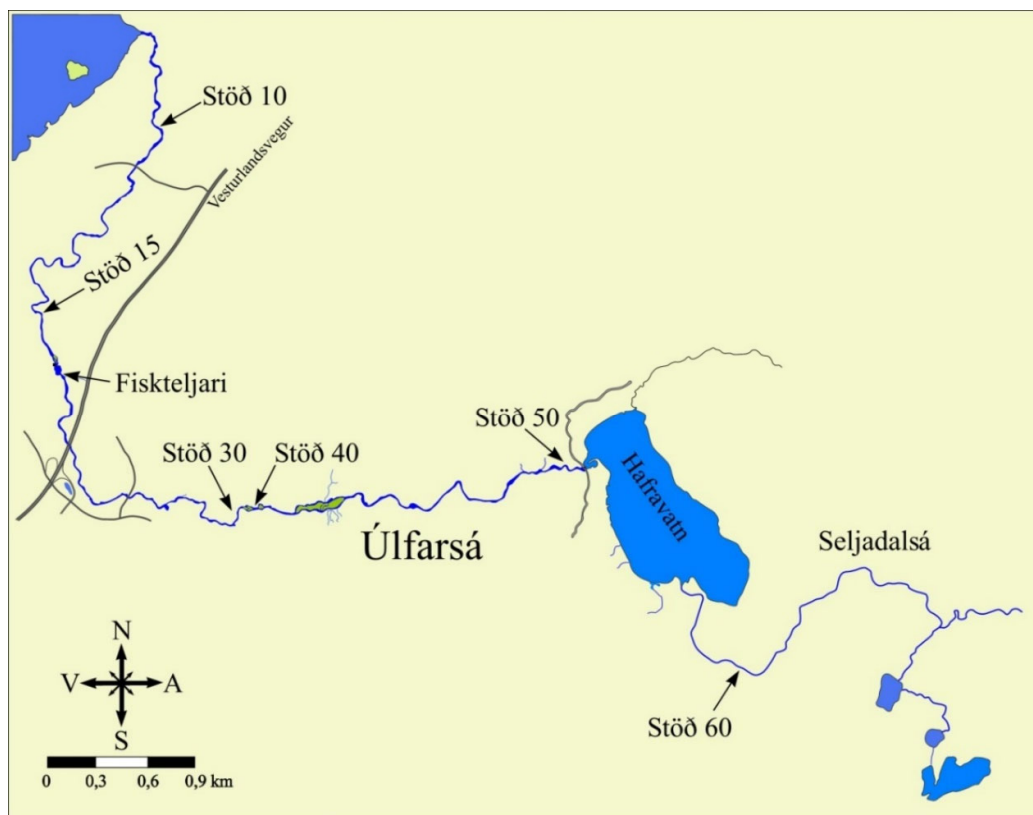 Stöð 10
Vesturlandsvegur
Stöð 15
Fiskteljari
Stöð 50
Stöð 30
Stöð 40
Hafravatn
Úlfarsá
Seljadalsá
N
V
A
S
Stöð 60
0
0,3
0,6
0,9 km